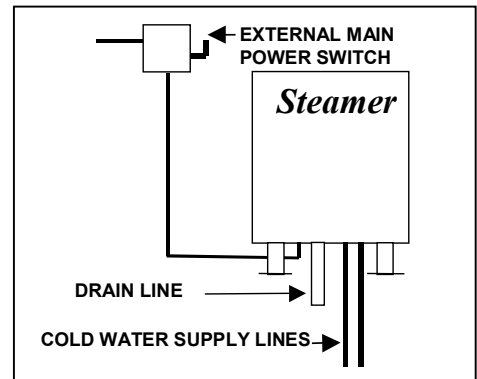 EXTERNAL MAIN
POWER SWITCH
Steamer
DRAIN LINE
COLD WATER SUPPLY LINES